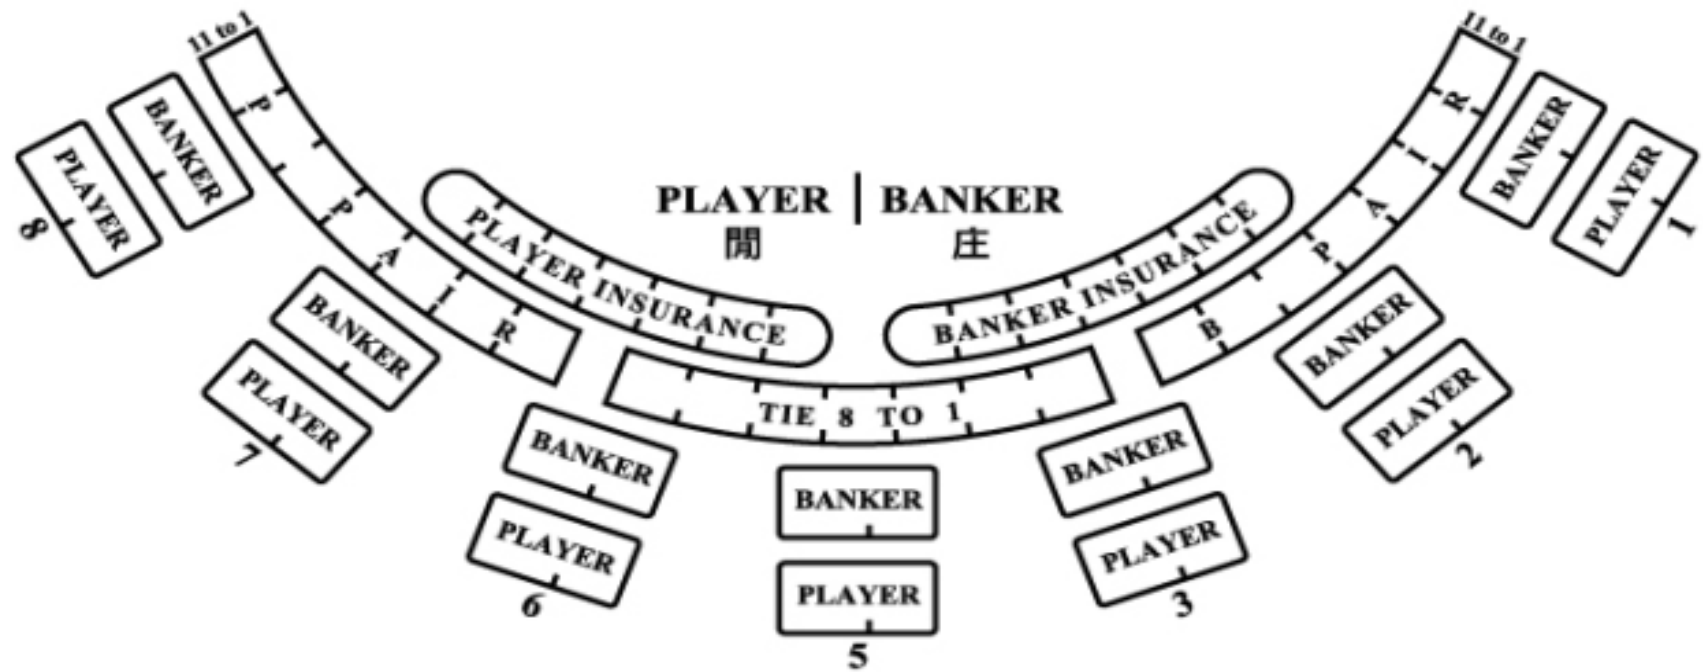 11 to 1
11 to 1
PLAYER | BANKER
閒 庄
P PAIR
B PAIR
PLAYER INSURANCE
BANKER INSURANCE
TIE 8 TO 1
BANKER
PLAYER
8
BANKER
PLAYER
7
BANKER
PLAYER
6
BANKER
PLAYER
5
BANKER
PLAYER
3
BANKER
PLAYER
2
BANKER
PLAYER
1